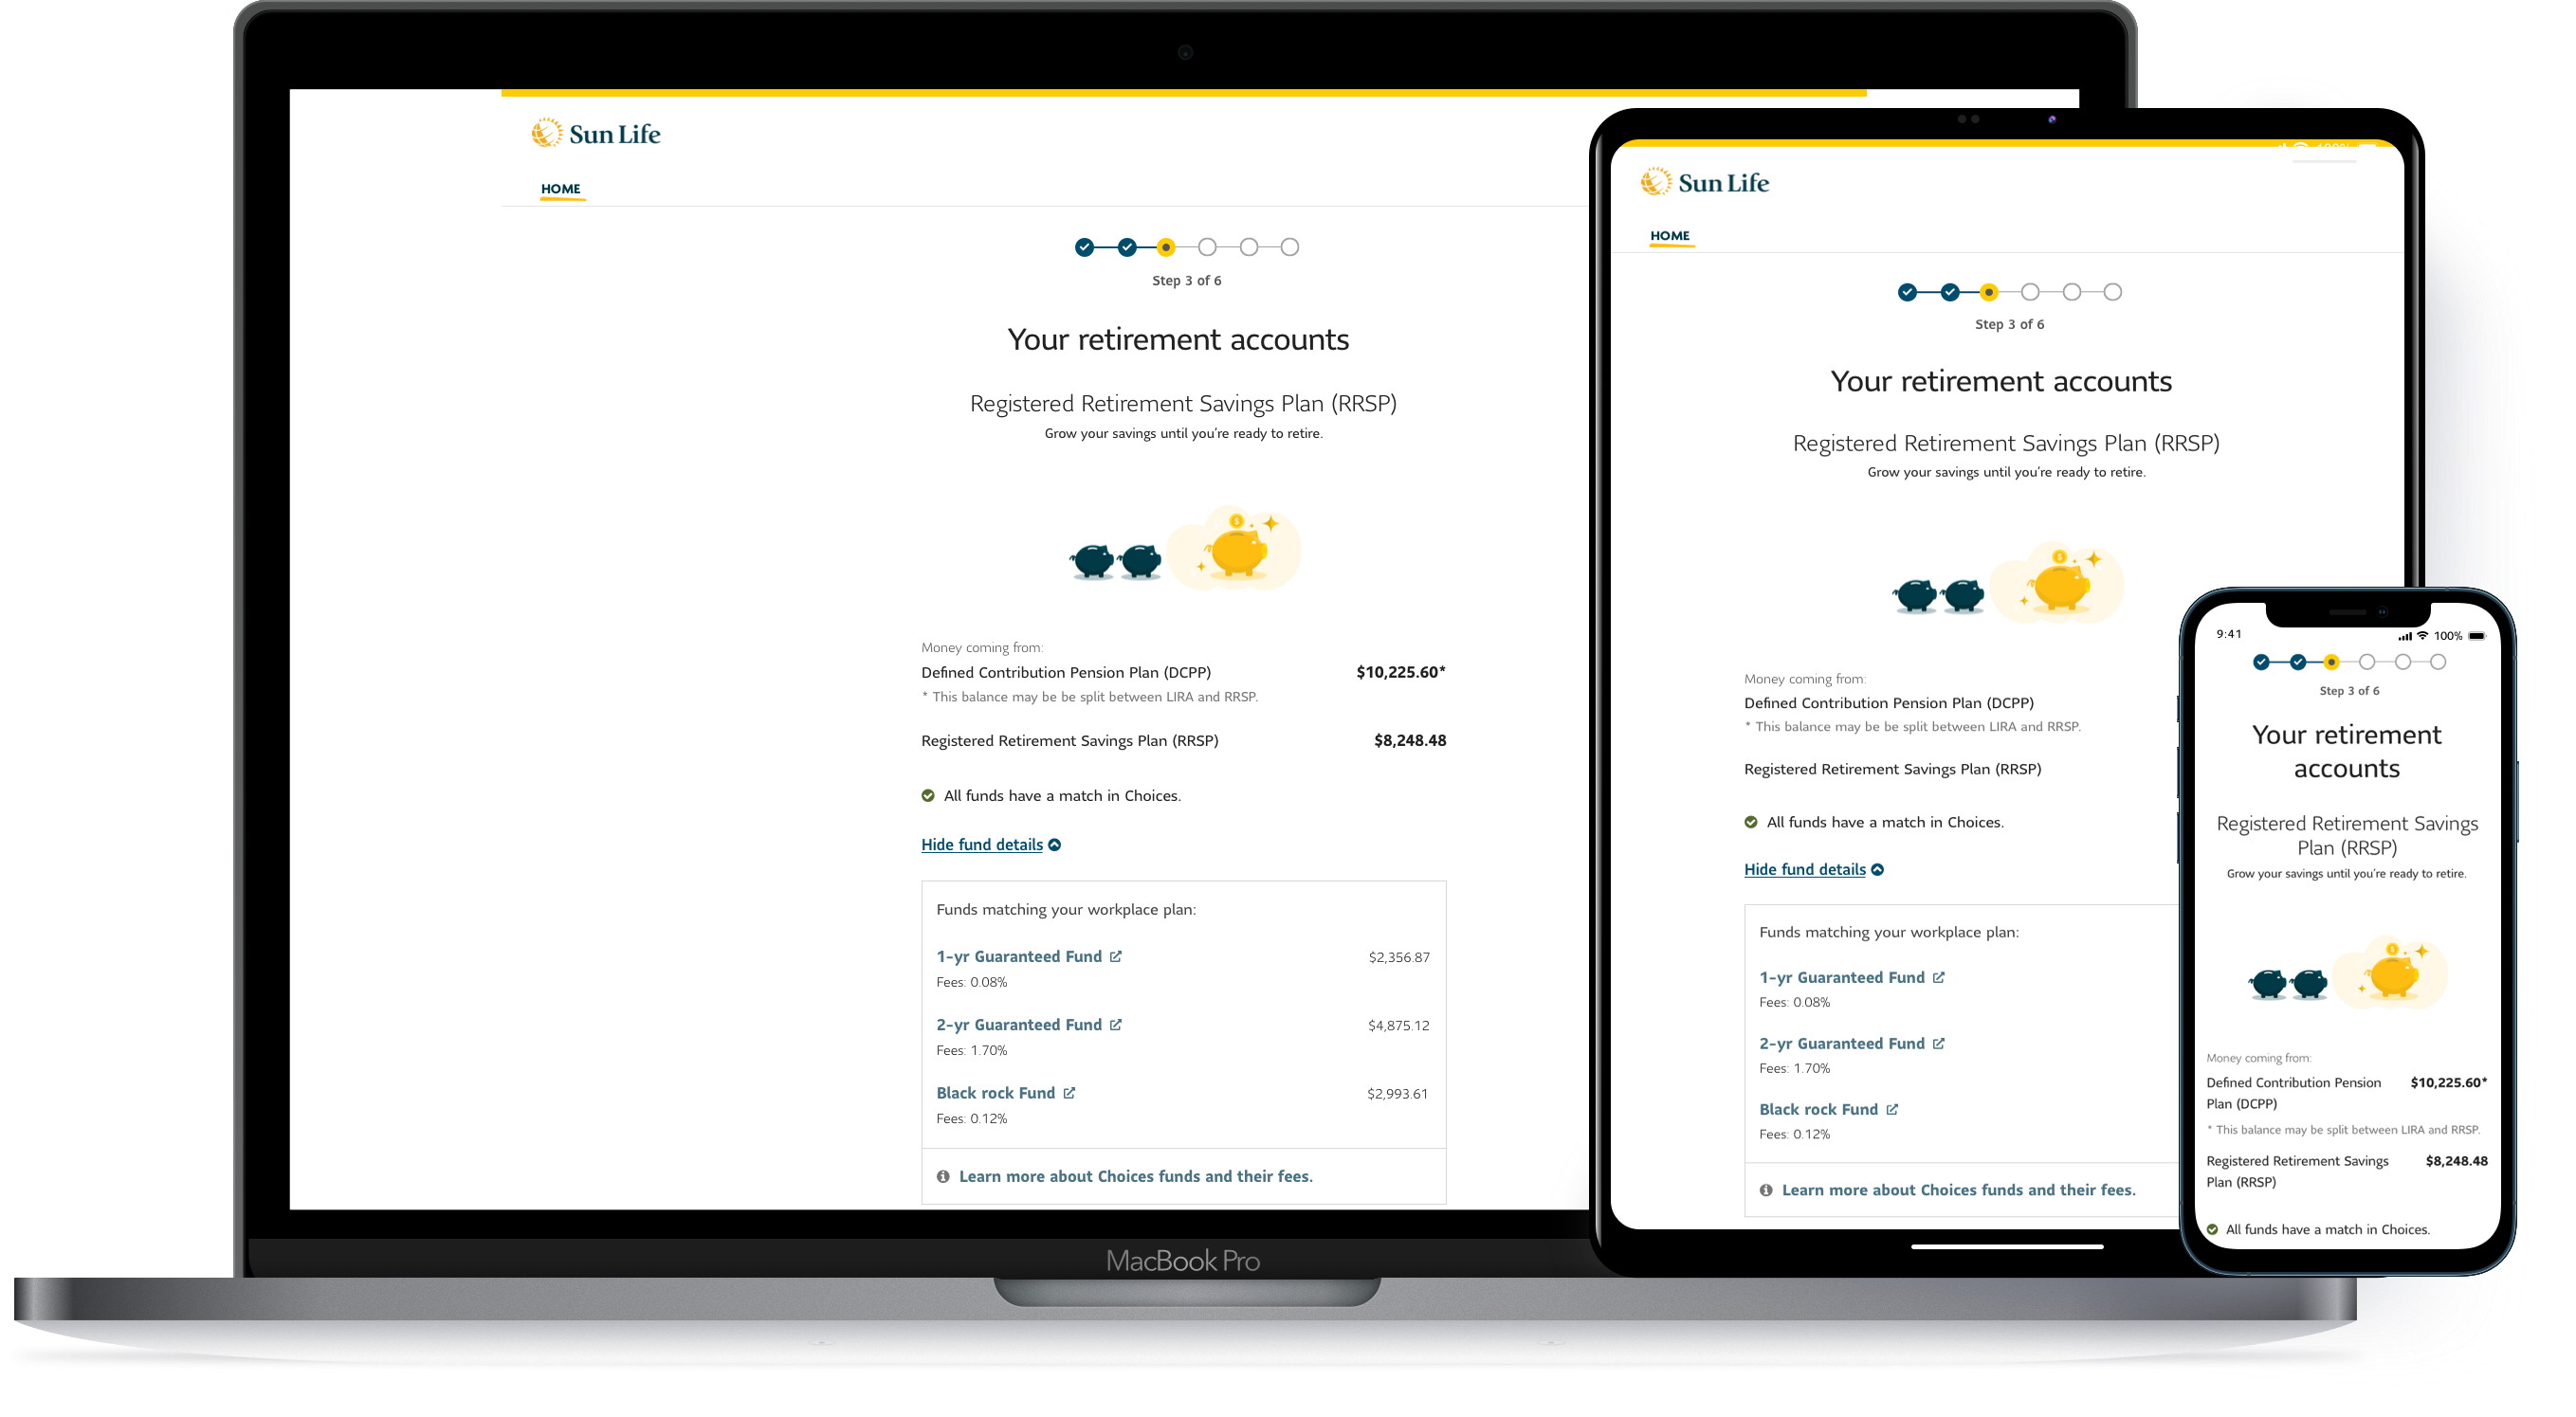 Sun Life
HOME
Step 3 of 6
Your retirement accounts
Registered Retirement Savings Plan (RRSP)
Grow your savings until you're ready to retire.
Money coming from:
Defined Contribution Pension Plan (DCPP) $10,225.60*
* This balance may be be split between LIRA and RRSP.
Registered Retirement Savings Plan (RRSP) $8,248.48
All funds have a match in Choices.
Hide fund details
Funds matching your workplace plan:
1-yr Guaranteed Fund $2,356.87
Fees: 0.08%
2-yr Guaranteed Fund $4,875.12
Fees: 1.70%
Black rock Fund $2,993.61
Fees: 0.12%
Learn more about Choices funds and their fees.
MacBook Pro
Sun Life
HOME
Step 3 of 6
Your retirement accounts
Registered Retirement Savings Plan (RRSP)
Grow your savings until you're ready to retire.
Money coming from:
Defined Contribution Pension Plan (DCPP)
* This balance may be be split between LIRA and RRSP.
Registered Retirement Savings Plan (RRSP)
All funds have a match in Choices.
Hide fund details
Funds matching your workplace plan:
1-yr Guaranteed Fund
Fees: 0.08%
2-yr Guaranteed Fund
Fees: 1.70%
Black rock Fund
Fees: 0.12%
Learn more about Choices funds and their fees.
9:41 100%
Step 3 of 6
Your retirement
accounts
Registered Retirement Savings
Plan (RRSP)
Grow your savings until you're ready to retire.
Money coming from:
Defined Contribution Pension $10,225.60*
Plan (DCPP)
* This balance may be split between LIRA and RRSP.
Registered Retirement Savings $8,248.48
Plan (RRSP)
All funds have a match in Choices.